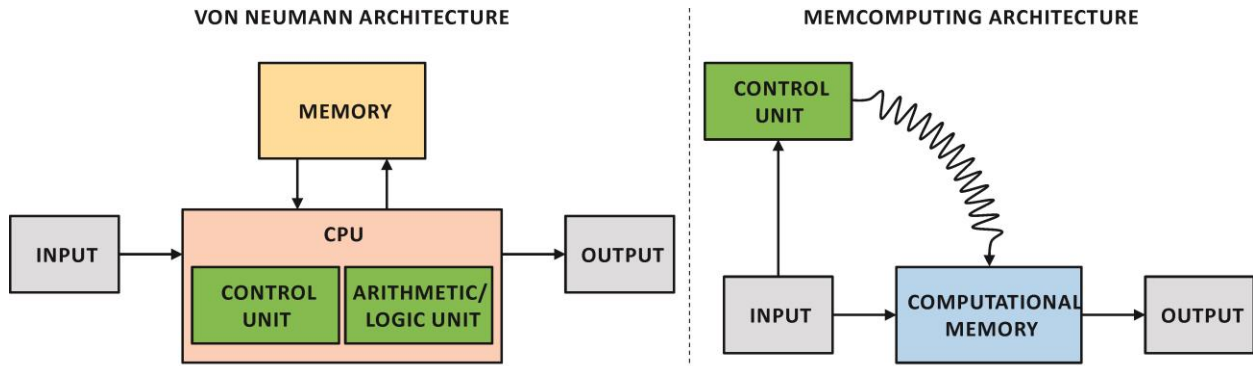 VON NEUMANN ARCHITECTURE
MEMORY
INPUT
CPU
CONTROL
UNIT
ARITHMETIC/
LOGIC UNIT
OUTPUT
MEMCOMPUTING ARCHITECTURE
CONTROL
UNIT
INPUT
COMPUTATIONAL
MEMORY
OUTPUT